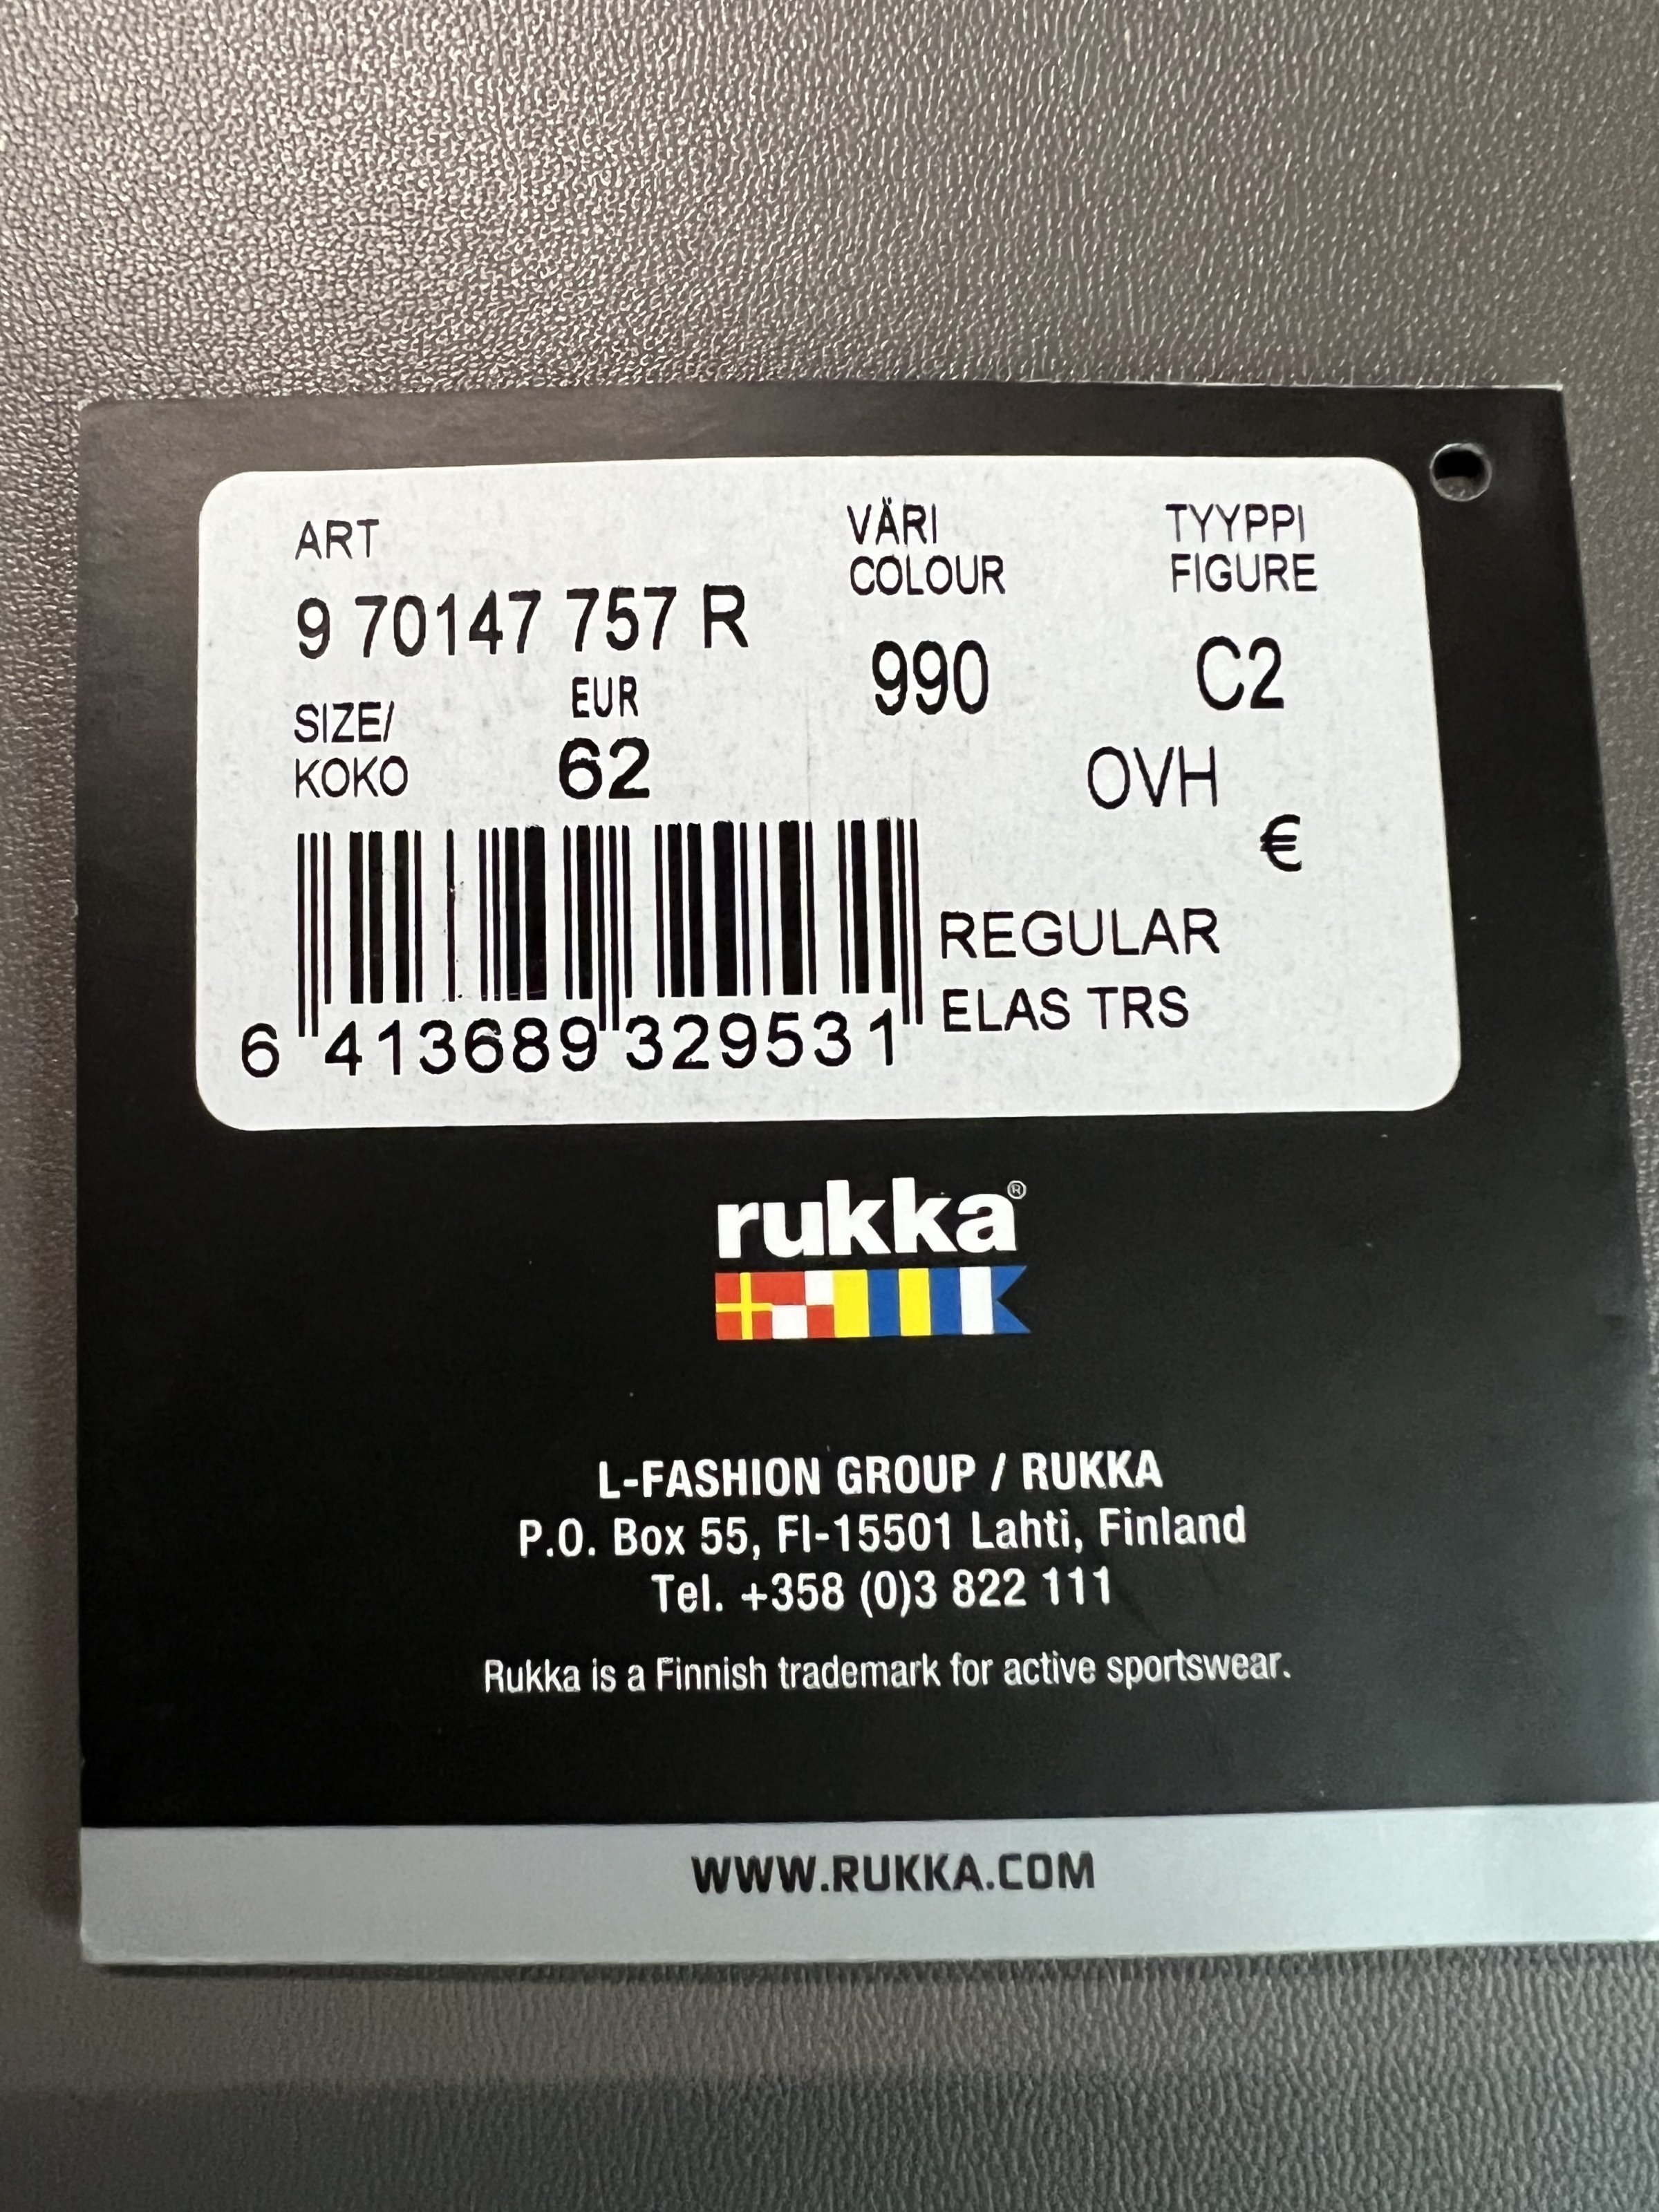 ART
9 70147 757 R
VÄRI
COLOUR
990
TYYPPI
FIGURE
C2
SIZE/
KOKO
EUR
62
OVH
€
REGULAR
ELAS TRS
6 413689 329531
rukka®
L-FASHION GROUP / RUKKA
P.O. Box 55, FI-15501 Lahti, Finland
Tel. +358 (0)3 822 111
Rukka is a Finnish trademark for active sportswear.
WWW.RUKKA.COM